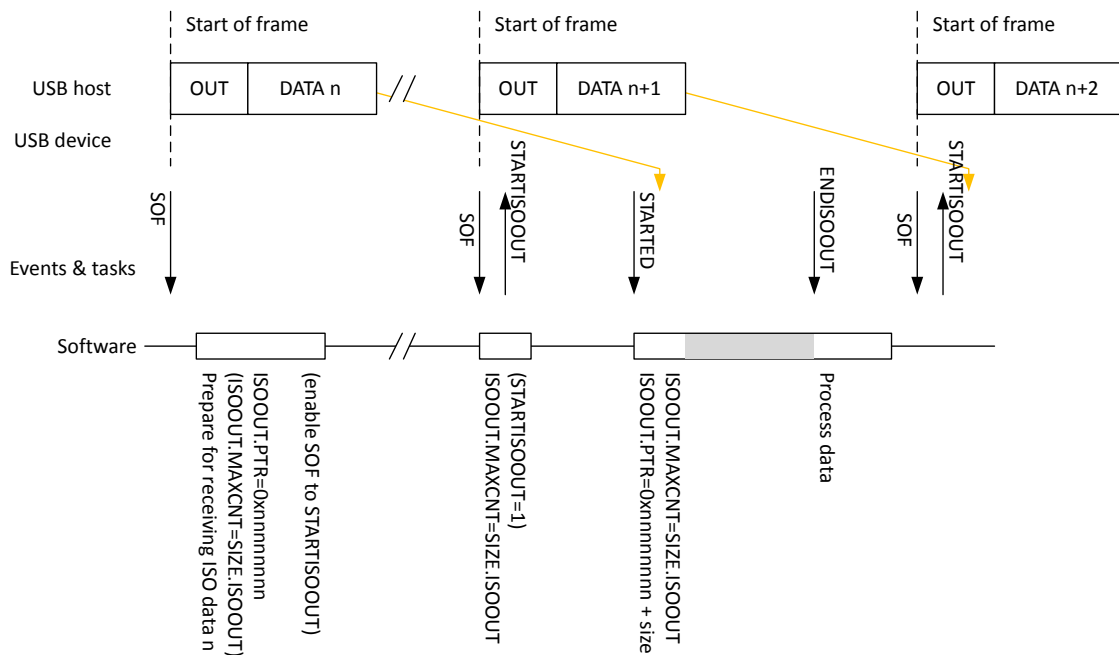 Start of frame
Start of frame
Start of frame
USB host
OUT
DATA n
OUT
DATA n+1
OUT
DATA n+2
USB device
SOF
SOF
STARTISOOUT
STARTED
ENDISOOUT
SOF
STARTISOOUT
Events & tasks
Software
(enable SOF to STARTISOOUT)
ISOOUT.PTR=0xnnnnnnnn
(ISOOUT.MAXCNT=SIZE.ISOOUT)
Prepare for receiving ISO data n
(STARTISOOUT=1)
ISOOUT.MAXCNT=SIZE.ISOOUT
ISOOUT.MAXCNT=SIZE.ISOOUT
ISOOUT.PTR=0xnnnnnnnn + size
Process data